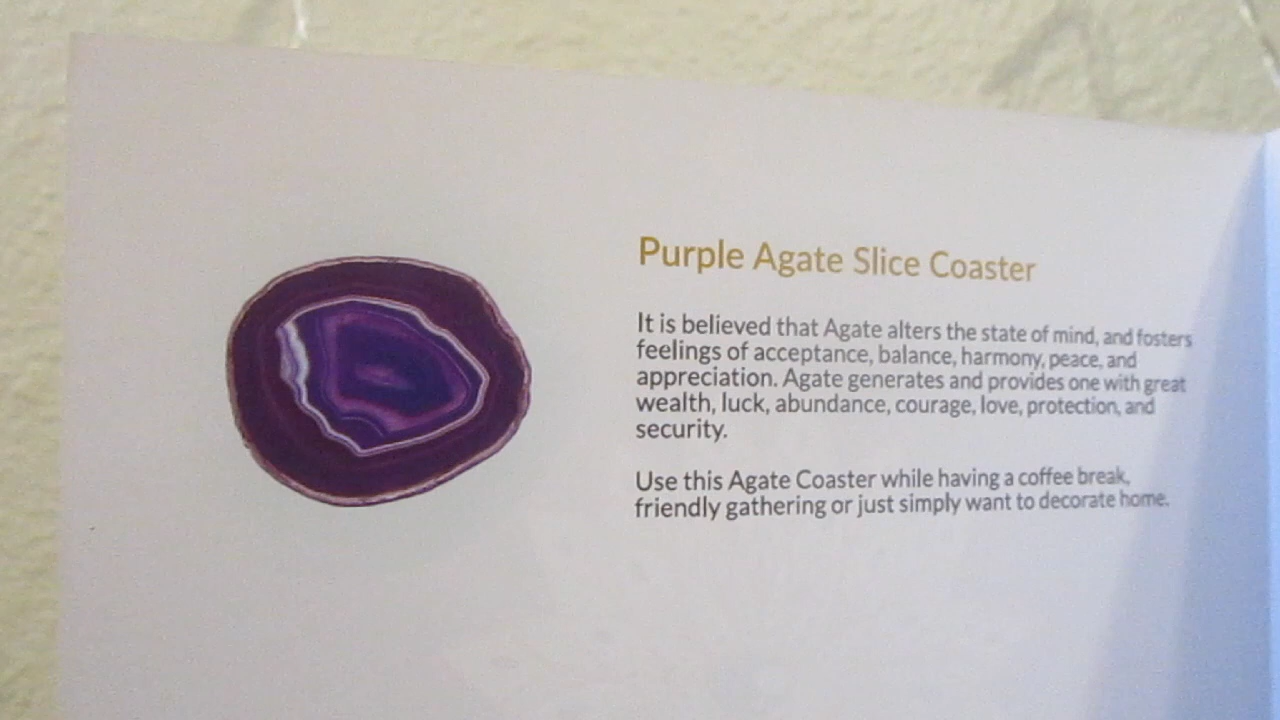 Purple Agate Slice Coaster
It is believed that Agate alters the state of mind, and fosters
feelings of acceptance, balance, harmony, peace, and
appreciation. Agate generates and provides one with great
wealth, luck, abundance, courage, love, protection, and
security.
Use this Agate Coaster while having a coffee break,
friendly gathering or just simply want to decorate home.